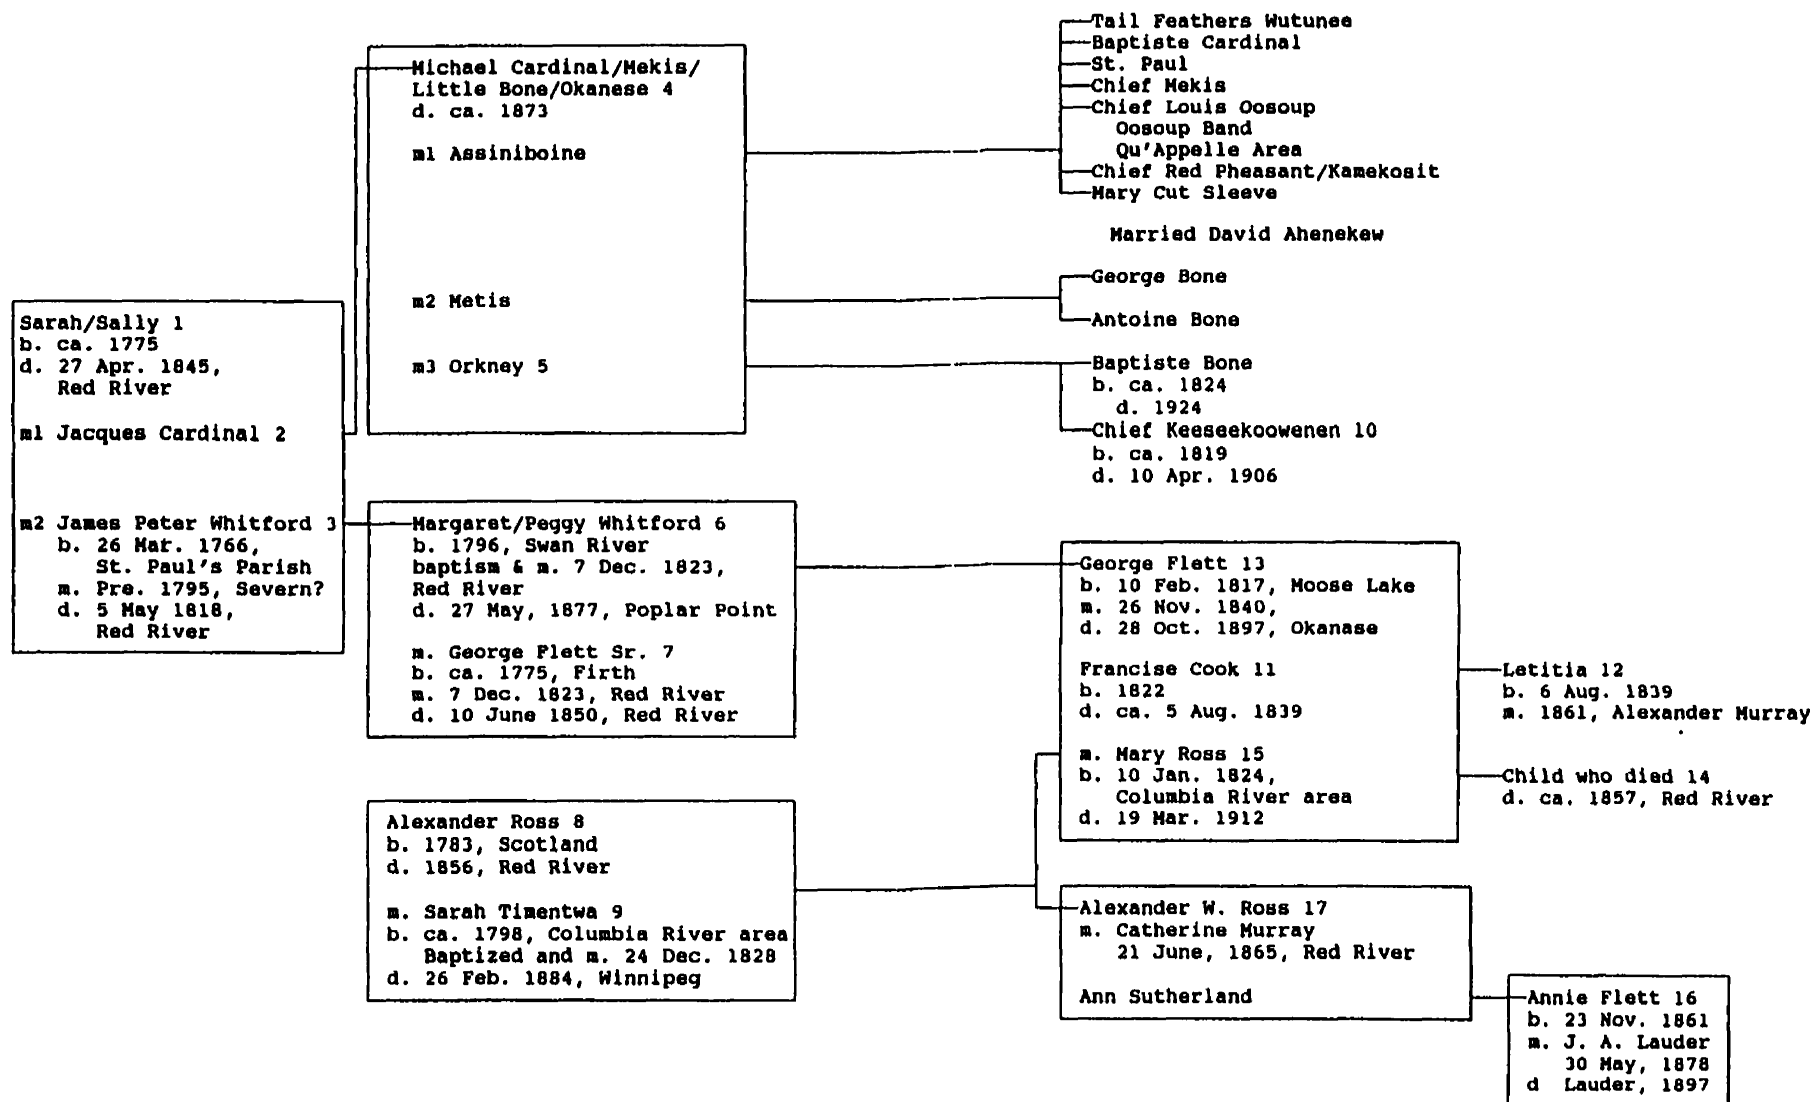 Sarah/Sally 1
b. ca. 1775
d. 27 Apr. 1845,
Red River
m1 Jacques Cardinal 2
m2 James Peter Whitford 3
b. 26 Mar. 1766,
St. Paul's Parish
m. Pre. 1795, Severn?
d. 5 May 1818,
Red River
Michael Cardinal/Mekis/
Little Bone/Okanese 4
d. ca. 1873
m1 Assiniboine
m2 Metis
m3 Orkney 5
Margaret/Peggy Whitford 6
b. 1796, Swan River
baptism & m. 7 Dec. 1823,
Red River
d. 27 May, 1877, Poplar Point
m. George Flett Sr. 7
b. ca. 1775, Firth
m. 7 Dec. 1823, Red River
d. 10 June 1850, Red River
Alexander Ross 8
b. 1783, Scotland
d. 1856, Red River
m. Sarah Timentwa 9
b. ca. 1798, Columbia River area
Baptized and m. 24 Dec. 1828
d. 26 Feb. 1884, Winnipeg
Tail Feathers Wutunee
Baptiste Cardinal
St. Paul
Chief Mekis
Chief Louis Oosoup
Oosoup Band
Qu'Appelle Area
Chief Red Pheasant/Kamekosit
Mary Cut Sleeve
Married David Ahenekew
George Bone
Antoine Bone
Baptiste Bone
b. ca. 1824
d. 1924
Chief Keeseekoowenen 10
b. ca. 1819
d. 10 Apr. 1906
George Flett 13
b. 10 Feb. 1817, Moose Lake
m. 26 Nov. 1840,
d. 28 Oct. 1897, Okanase
Francise Cook 11
b. 1822
d. ca. 5 Aug. 1839
m. Mary Ross 15
b. 10 Jan. 1824,
Columbia River area
d. 19 Mar. 1912
Alexander W. Ross 17
m. Catherine Murray
21 June, 1865, Red River
Ann Sutherland
Letitia 12
b. 6 Aug. 1839
m. 1861, Alexander Murray
Child who died 14
d. ca. 1857, Red River
Annie Flett 16
b. 23 Nov. 1861
m. J. A. Lauder
30 May, 1878
d Lauder, 1897